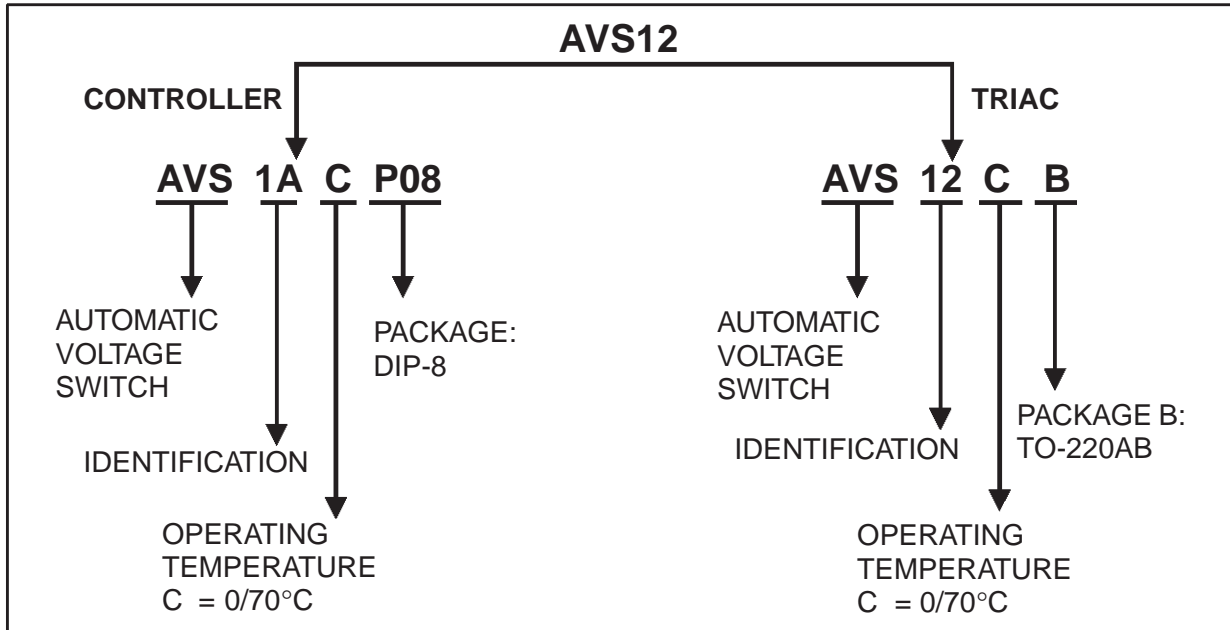 AVS12
CONTROLLER
TRIAC
AVS 1A C P08
AVS 12 C B
AUTOMATIC
VOLTAGE
SWITCH
PACKAGE:
DIP-8
IDENTIFICATION
OPERATING
TEMPERATURE
C = 0/70°C
AUTOMATIC
VOLTAGE
SWITCH
PACKAGE B:
TO-220AB
IDENTIFICATION
OPERATING
TEMPERATURE
C = 0/70°C